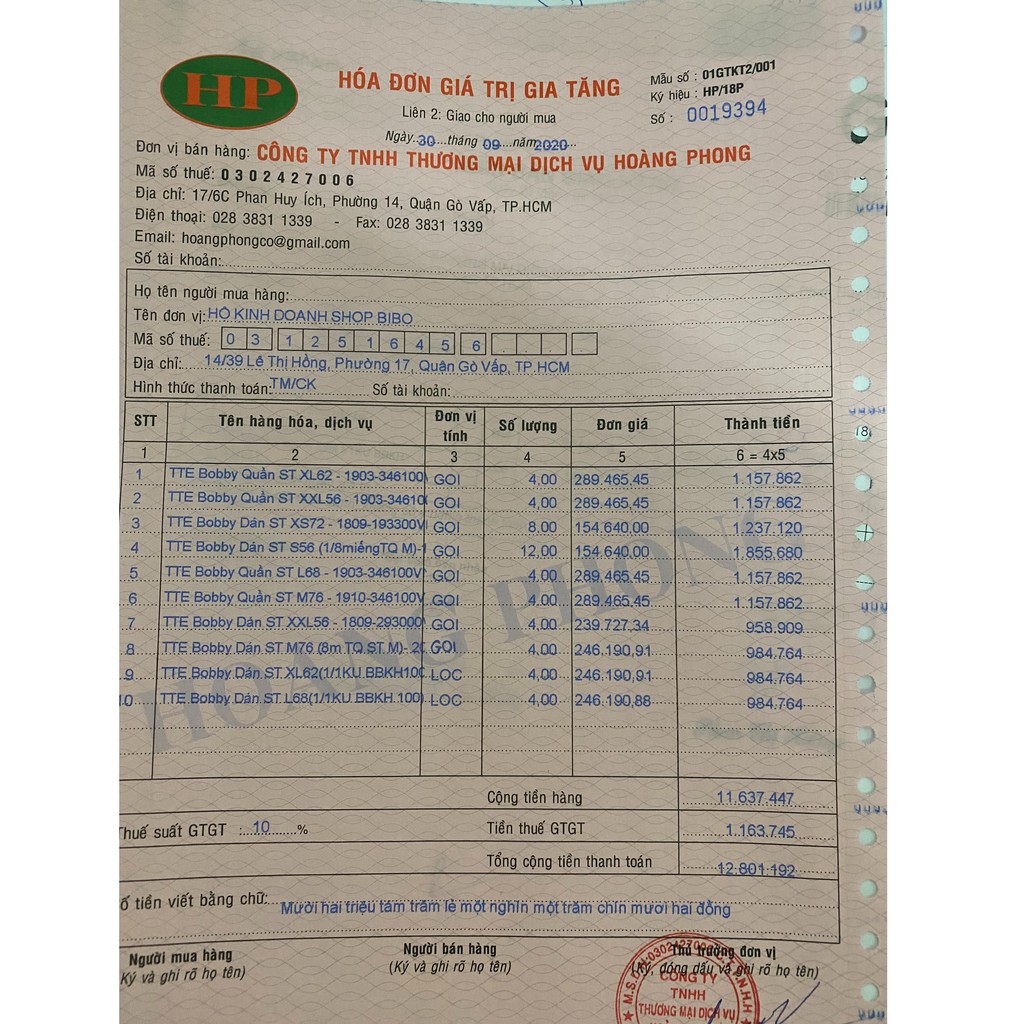 HP
HÓA ĐƠN GIÁ TRỊ GIA TĂNG
Liên 2: Giao cho người mua
Ngày 30 tháng 09 năm 2020
Mẫu số : 01GTKT2/001
Ký hiệu : HP/18P
Số : 0019394
Đơn vị bán hàng: CÔNG TY TNHH THƯƠNG MẠI DỊCH VỤ HOÀNG PHONG
Mã số thuế: 0302427006
Địa chỉ: 17/6C Phan Huy Ích, Phường 14, Quận Gò Vấp, TP.HCM
Điện thoại: 028 3831 1339 - Fax: 028 3831 1339
Email: hoangphongco@gmail.com
Số tài khoản:
Họ tên người mua hàng:
Tên đơn vị: HỘ KINH DOANH SHOP BIBO
Mã số thuế: 0 3 1 2 5 1 6 4 5 6
Địa chỉ: 14/39 Lê Thị Hồng, Phường 17, Quận Gò Vấp, TP.HCM
Hình thức thanh toán: TM/CK Số tài khoản:
STT Tên hàng hóa, dịch vụ Đơn vị tính Số lượng Đơn giá Thành tiền
1 2 3 4 5 6 = 4x5
1 TTE Bobby Quần ST XL62 - 1903-346100 GOI 4,00 289.465,45 1.157.862
2 TTE Bobby Quần ST XXL56 - 1903-34610 GOI 4,00 289.465,45 1.157.862
3 TTE Bobby Dán ST XS72 - 1809-193300V GOI 8,00 154.640,00 1.237.120
4 TTE Bobby Dán ST S56 (1/8miếngTQ M)-1 GOI 12,00 154.640,00 1.855.680
5 TTE Bobby Quần ST L68 - 1903-346100V GOI 4,00 289.465,45 1.157.862
6 TTE Bobby Quần ST M76 - 1910-346100V GOI 4,00 289.465,45 1.157.862
7 TTE Bobby Dán ST XXL56 - 1809-293000 GOI 4,00 239.727,34 958.909
8 TTE Bobby Dán ST M76 (8m TQ ST M)- 20 GOI 4,00 246.190,91 984.764
9 TTE Bobby Dán ST XL62(1/1KU BBKH100 LOC 4,00 246.190,91 984.764
10 TTE Bobby Dán ST L68(1/1KU BBKH 100) LOC 4,00 246.190,88 984.764
HOANG PHONG
Cộng tiền hàng 11.637.447
Thuế suất GTGT : 10 % Tiền thuế GTGT 1.163.745
Tổng cộng tiền thanh toán 12.801.192
ố tiền viết bằng chữ: Mười hai triệu tám trăm lẻ một nghìn một trăm chín mươi hai đồng
Người mua hàng Người bán hàng Thủ trưởng đơn vị
(Ký và ghi rõ họ tên) (Ký và ghi rõ họ tên) (Ký, đóng dấu và ghi rõ họ tên)
CÔNG TY
TNHH
THƯƠNG MẠI DỊCH VỤ